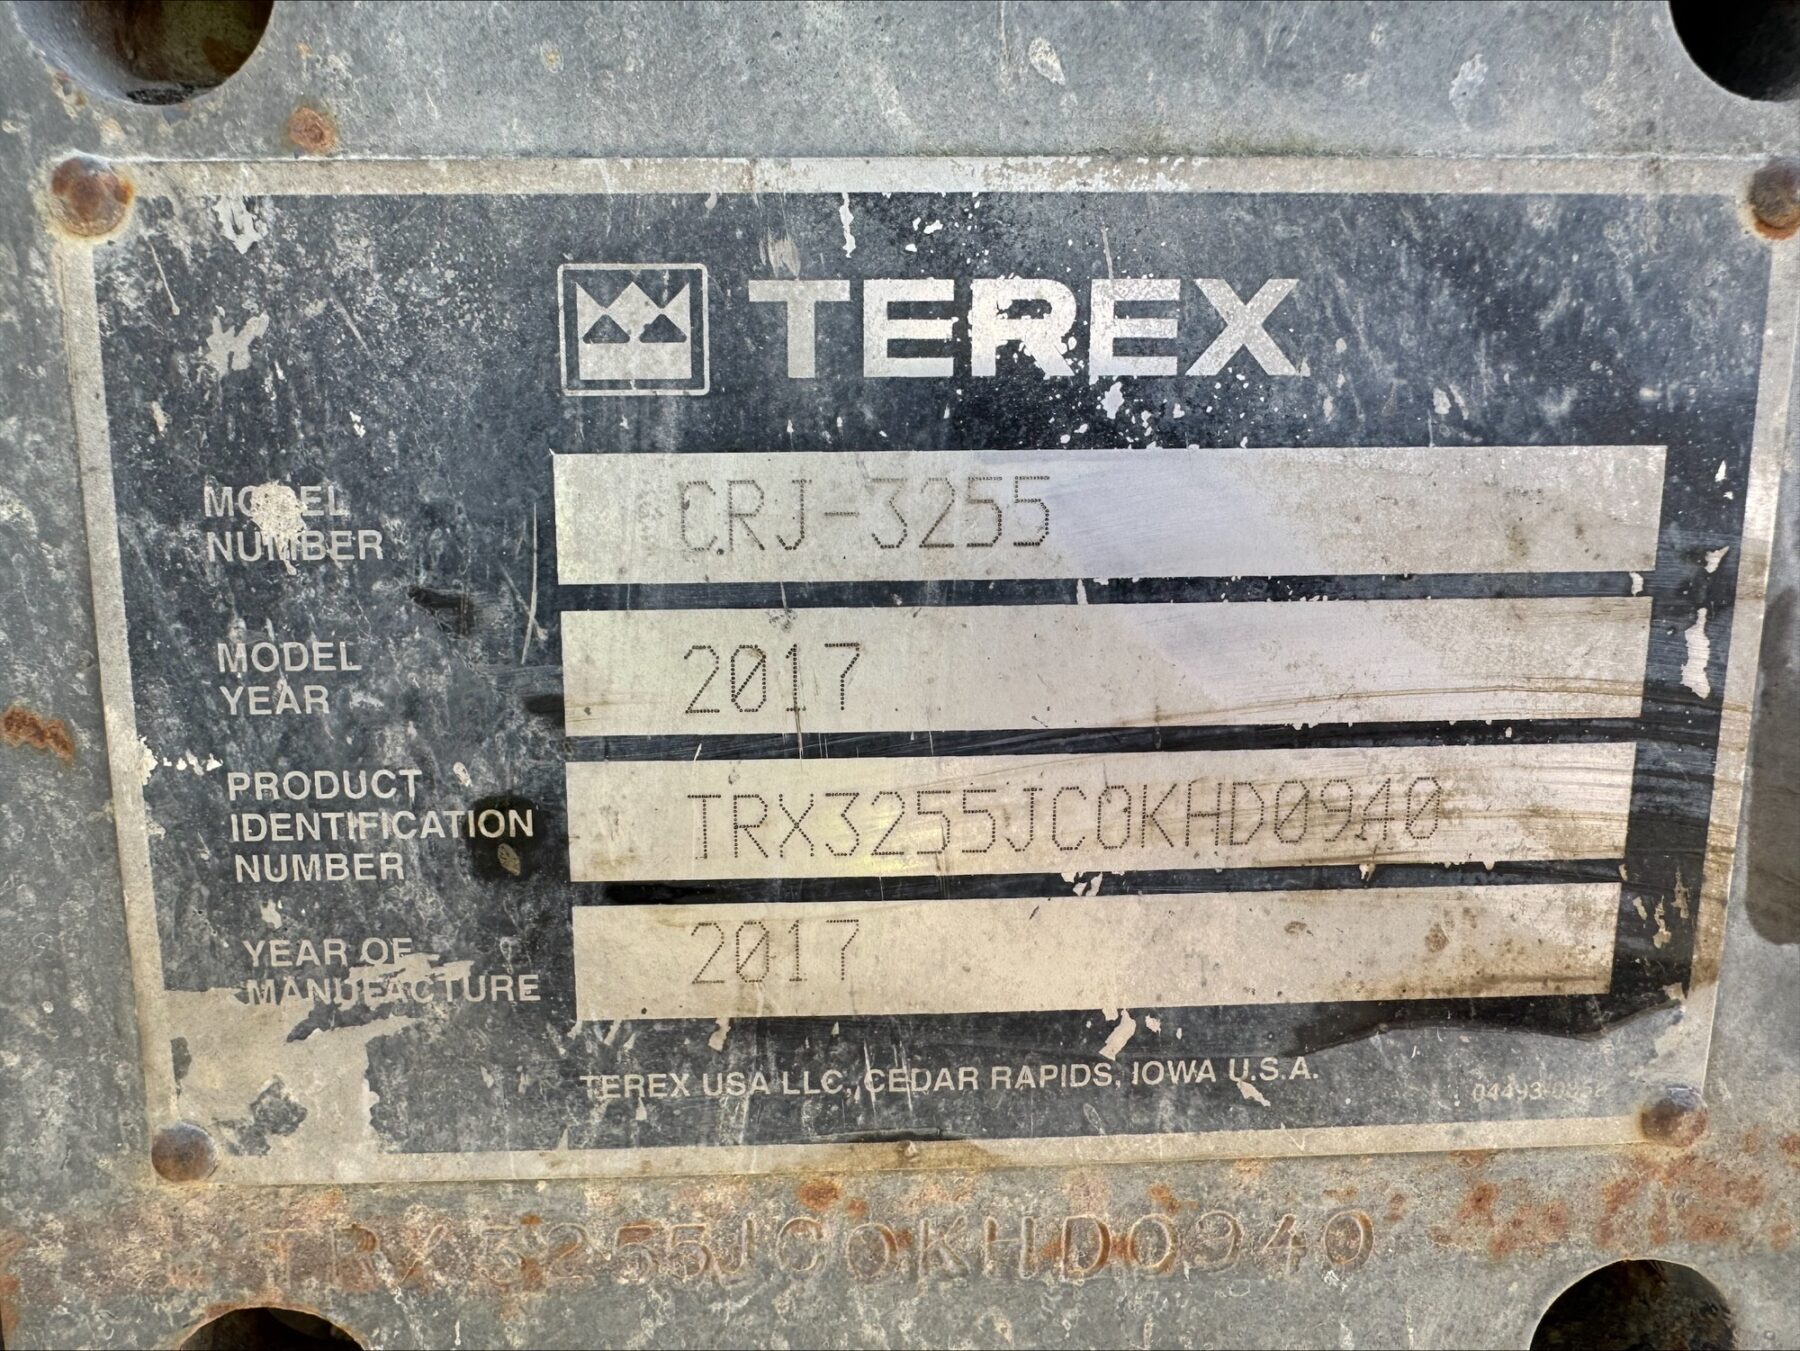 TEREX
MODEL NUMBER CRJ-3255
MODEL YEAR 2017
PRODUCT IDENTIFICATION NUMBER TRX3255JC0KHD0940
YEAR OF MANUFACTURE 2017
TEREX USA LLC, CEDAR RAPIDS, IOWA U.S.A.
TRX3255JC0KHD0940